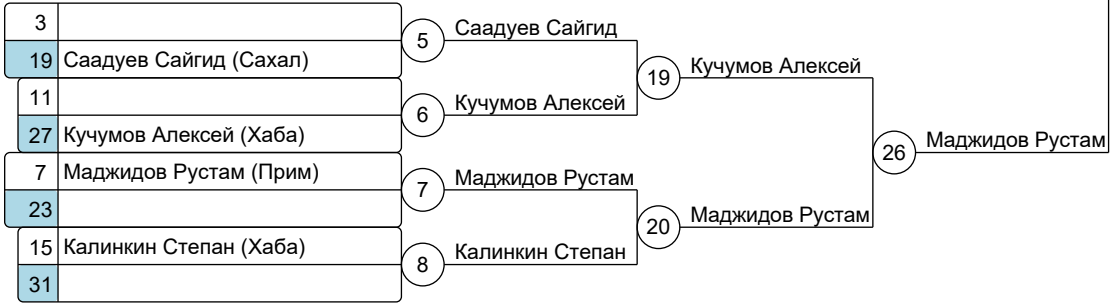 3
5
Саадуев Сайгид
19 Саадуев Сайгид (Сахал)
19
Кучумов Алексей
11
6
Кучумов Алексей
27 Кучумов Алексей (Хаба)
26
Маджидов Рустам
7 Маджидов Рустам (Прим)
7
Маджидов Рустам
23
20
Маджидов Рустам
15 Калинкин Степан (Хаба)
8
Калинкин Степан
31